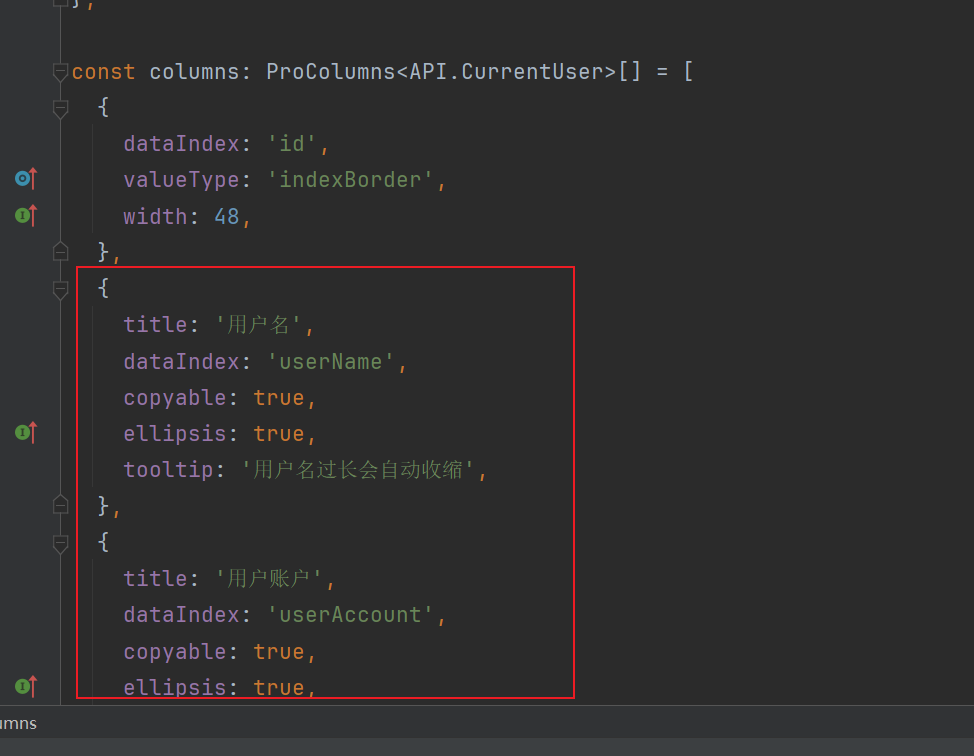 },
const columns: ProColumns<API.CurrentUser>[] = [
  {
    dataIndex: 'id',
    valueType: 'indexBorder',
    width: 48,
  },
  {
    title: '用户名',
    dataIndex: 'userName',
    copyable: true,
    ellipsis: true,
    tooltip: '用户名过长会自动收缩',
  },
  {
    title: '用户账户',
    dataIndex: 'userAccount',
    copyable: true,
    ellipsis: true,
umns